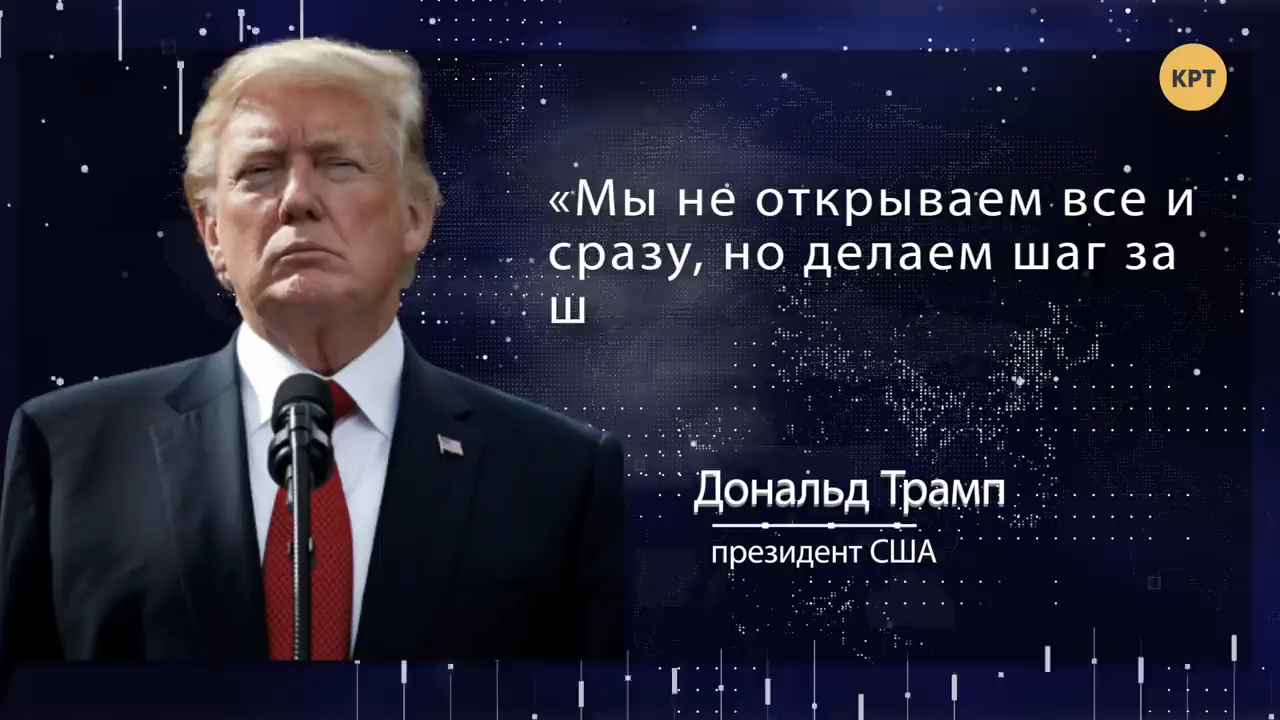 КРТ
«Мы не открываем все и
сразу, но делаем шаг за
ш
Дональд Трамп
президент США